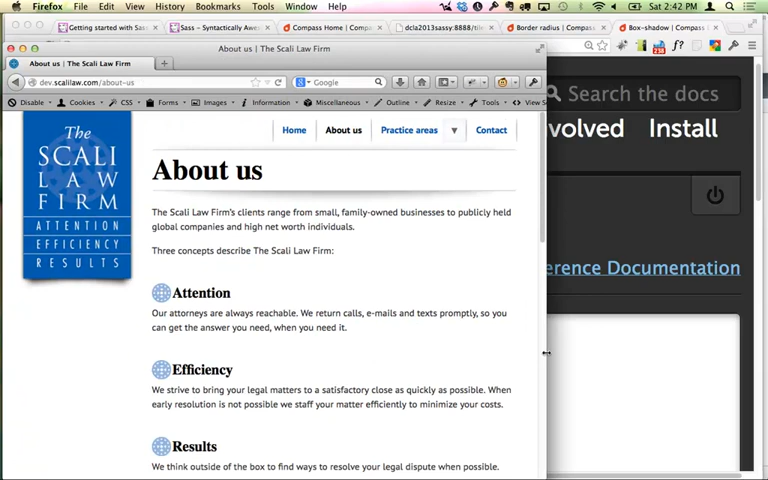 Firefox File Edit View History Bookmarks Tools Window Help Sat 2:42 PM
Getting started with Sass
Sass – Syntactically Awe
Compass Home | Compa
dcla2013sassy:8888/tile
Border radius | Compass
Box-shadow | Compass
About us | The Scali Law Firm
About us | The Scali Law Firm
dev.scalilaw.com/about-us
Google
Disable Cookies CSS Forms Images Information Miscellaneous Outline Resize Tools View S
Search the docs
volved Install
erence Documentation
The
SCALI
LAW
FIRM
ATTENTION
EFFICIENCY
RESULTS
Home About us Practice areas Contact
About us
The Scali Law Firm's clients range from small, family-owned businesses to publicly held
global companies and high net worth individuals.
Three concepts describe The Scali Law Firm:
Attention
Our attorneys are always reachable. We return calls, e-mails and texts promptly, so you
can get the answer you need, when you need it.
Efficiency
We strive to bring your legal matters to a satisfactory close as quickly as possible. When
early resolution is not possible we staff your matter efficiently to minimize your costs.
Results
We think outside of the box to find ways to resolve your legal dispute when possible.